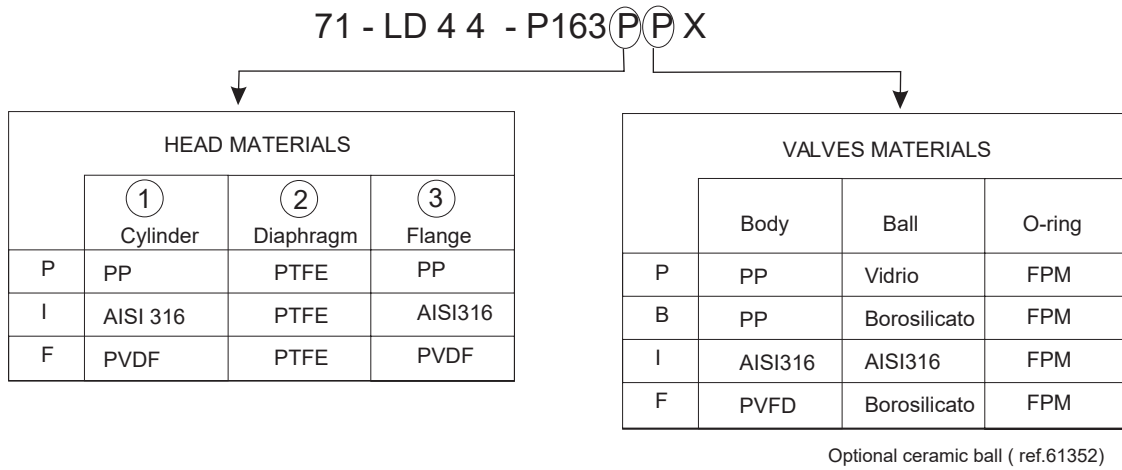 71 - LD 4 4 - P163 P P X
HEAD MATERIALS
1 2 3
Cylinder Diaphragm Flange
P PP PTFE PP
I AISI 316 PTFE AISI316
F PVDF PTFE PVDF
VALVES MATERIALS
Body Ball O-ring
P PP Vidrio FPM
B PP Borosilicato FPM
I AISI316 AISI316 FPM
F PVFD Borosilicato FPM
Optional ceramic ball ( ref.61352)